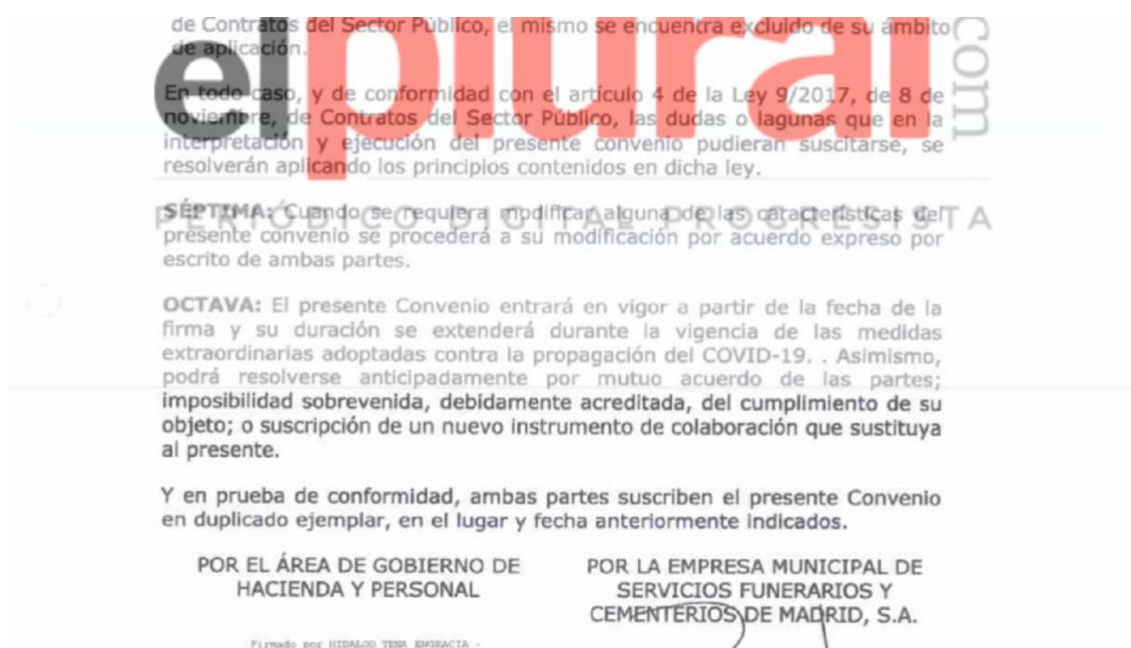 de Contratos del Sector Público, el mismo se encuentra excluido de su ámbito
de aplicación.
elplural
com
En todo caso, y de conformidad con el artículo 4 de la Ley 9/2017, de 8 de
noviembre, de Contratos del Sector Público, las dudas o lagunas que en la
interpretación y ejecución del presente convenio pudieran suscitarse, se
resolverán aplicando los principios contenidos en dicha ley.
SÉPTIMA: Cuando se requiera modificar alguna de las características del
PERIÓDICO DIGITAL PROGRESISTA
presente convenio se procederá a su modificación por acuerdo expreso por
escrito de ambas partes.
OCTAVA: El presente Convenio entrará en vigor a partir de la fecha de la
firma y su duración se extenderá durante la vigencia de las medidas
extraordinarias adoptadas contra la propagación del COVID-19. . Asimismo,
podrá resolverse anticipadamente por mutuo acuerdo de las partes;
imposibilidad sobrevenida, debidamente acreditada, del cumplimiento de su
objeto; o suscripción de un nuevo instrumento de colaboración que sustituya
al presente.
Y en prueba de conformidad, ambas partes suscriben el presente Convenio
en duplicado ejemplar, en el lugar y fecha anteriormente indicados.
POR EL ÁREA DE GOBIERNO DE
HACIENDA Y PERSONAL
POR LA EMPRESA MUNICIPAL DE
SERVICIOS FUNERARIOS Y
CEMENTERIOS DE MADRID, S.A.
Firmado por HIDALGO TENA ENGRACIA -